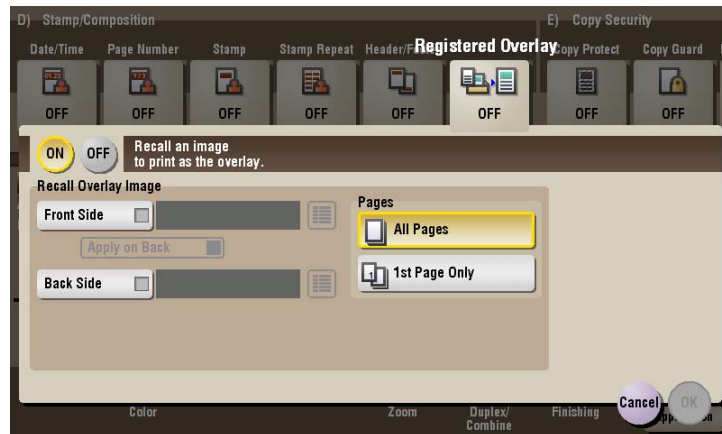 D) Stamp/Composition
E) Copy Security
Date/Time
Page Number
Stamp
Stamp Repeat
Registered Overlay
Copy Protect
Copy Guard
OFF
OFF
OFF
OFF
OFF
OFF
OFF
OFF
ON
OFF
Recall an image
to print as the overlay.
Recall Overlay Image
Front Side
Apply on Back
Back Side
Pages
All Pages
1st Page Only
Color
Zoom
Duplex/
Combine
Finishing
Cancel
OK